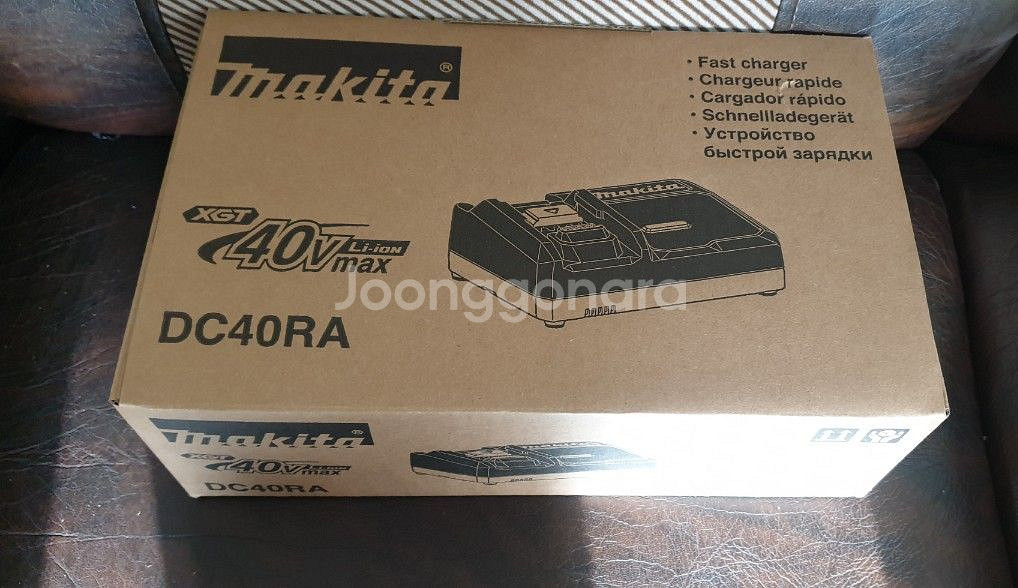 makita®
• Fast charger
• Chargeur rapide
• Cargador rápido
• Schnellladegerät
• Устройство
быстрой зарядки
makita
XGT
40v Li-ion
max
Joonggonara
DC40RA
makita®
XGT
40v Li-ion
max
DC40RA